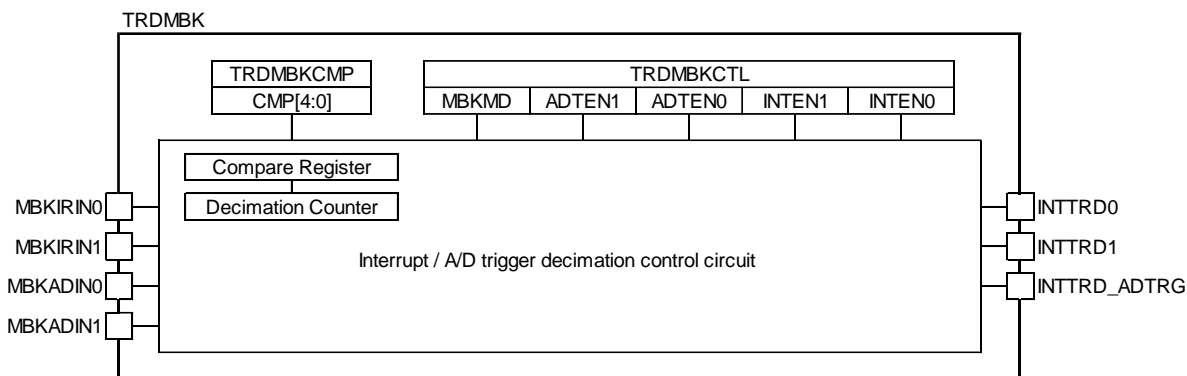 TRDMBK
TRDMBKCMP
CMP[4:0]
TRDMBKCTL
MBKMD ADTEN1 ADTEN0 INTEN1 INTEN0
Compare Register
Decimation Counter
Interrupt / A/D trigger decimation control circuit
MBKIRIN0
MBKIRIN1
MBKADIN0
MBKADIN1
INTTRD0
INTTRD1
INTTRD_ADTRG